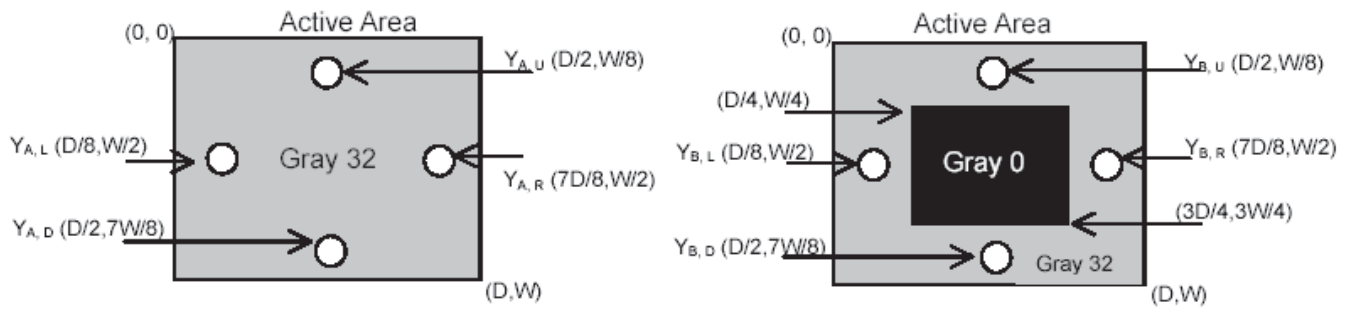 Active Area
(0, 0)
YA, U (D/2,W/8)
YA, L (D/8,W/2)
Gray 32
YA, R (7D/8,W/2)
YA, D (D/2,7W/8)
(D,W)
Active Area
(0, 0)
YB, U (D/2,W/8)
(D/4,W/4)
YB, L (D/8,W/2)
Gray 0
YB, R (7D/8,W/2)
(3D/4,3W/4)
YB, D (D/2,7W/8)
Gray 32
(D,W)